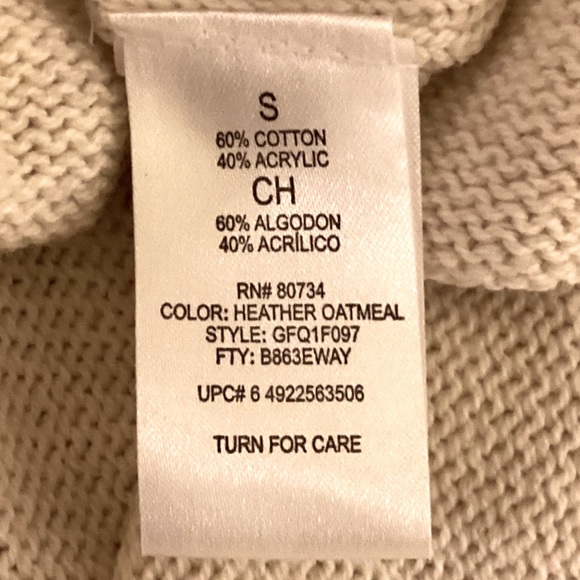 S
60% COTTON
40% ACRYLIC
CH
60% ALGODON
40% ACRÍLICO
RN# 80734
COLOR: HEATHER OATMEAL
STYLE: GFQ1F097
FTY: B863EWAY
UPC# 6 4922563506
TURN FOR CARE